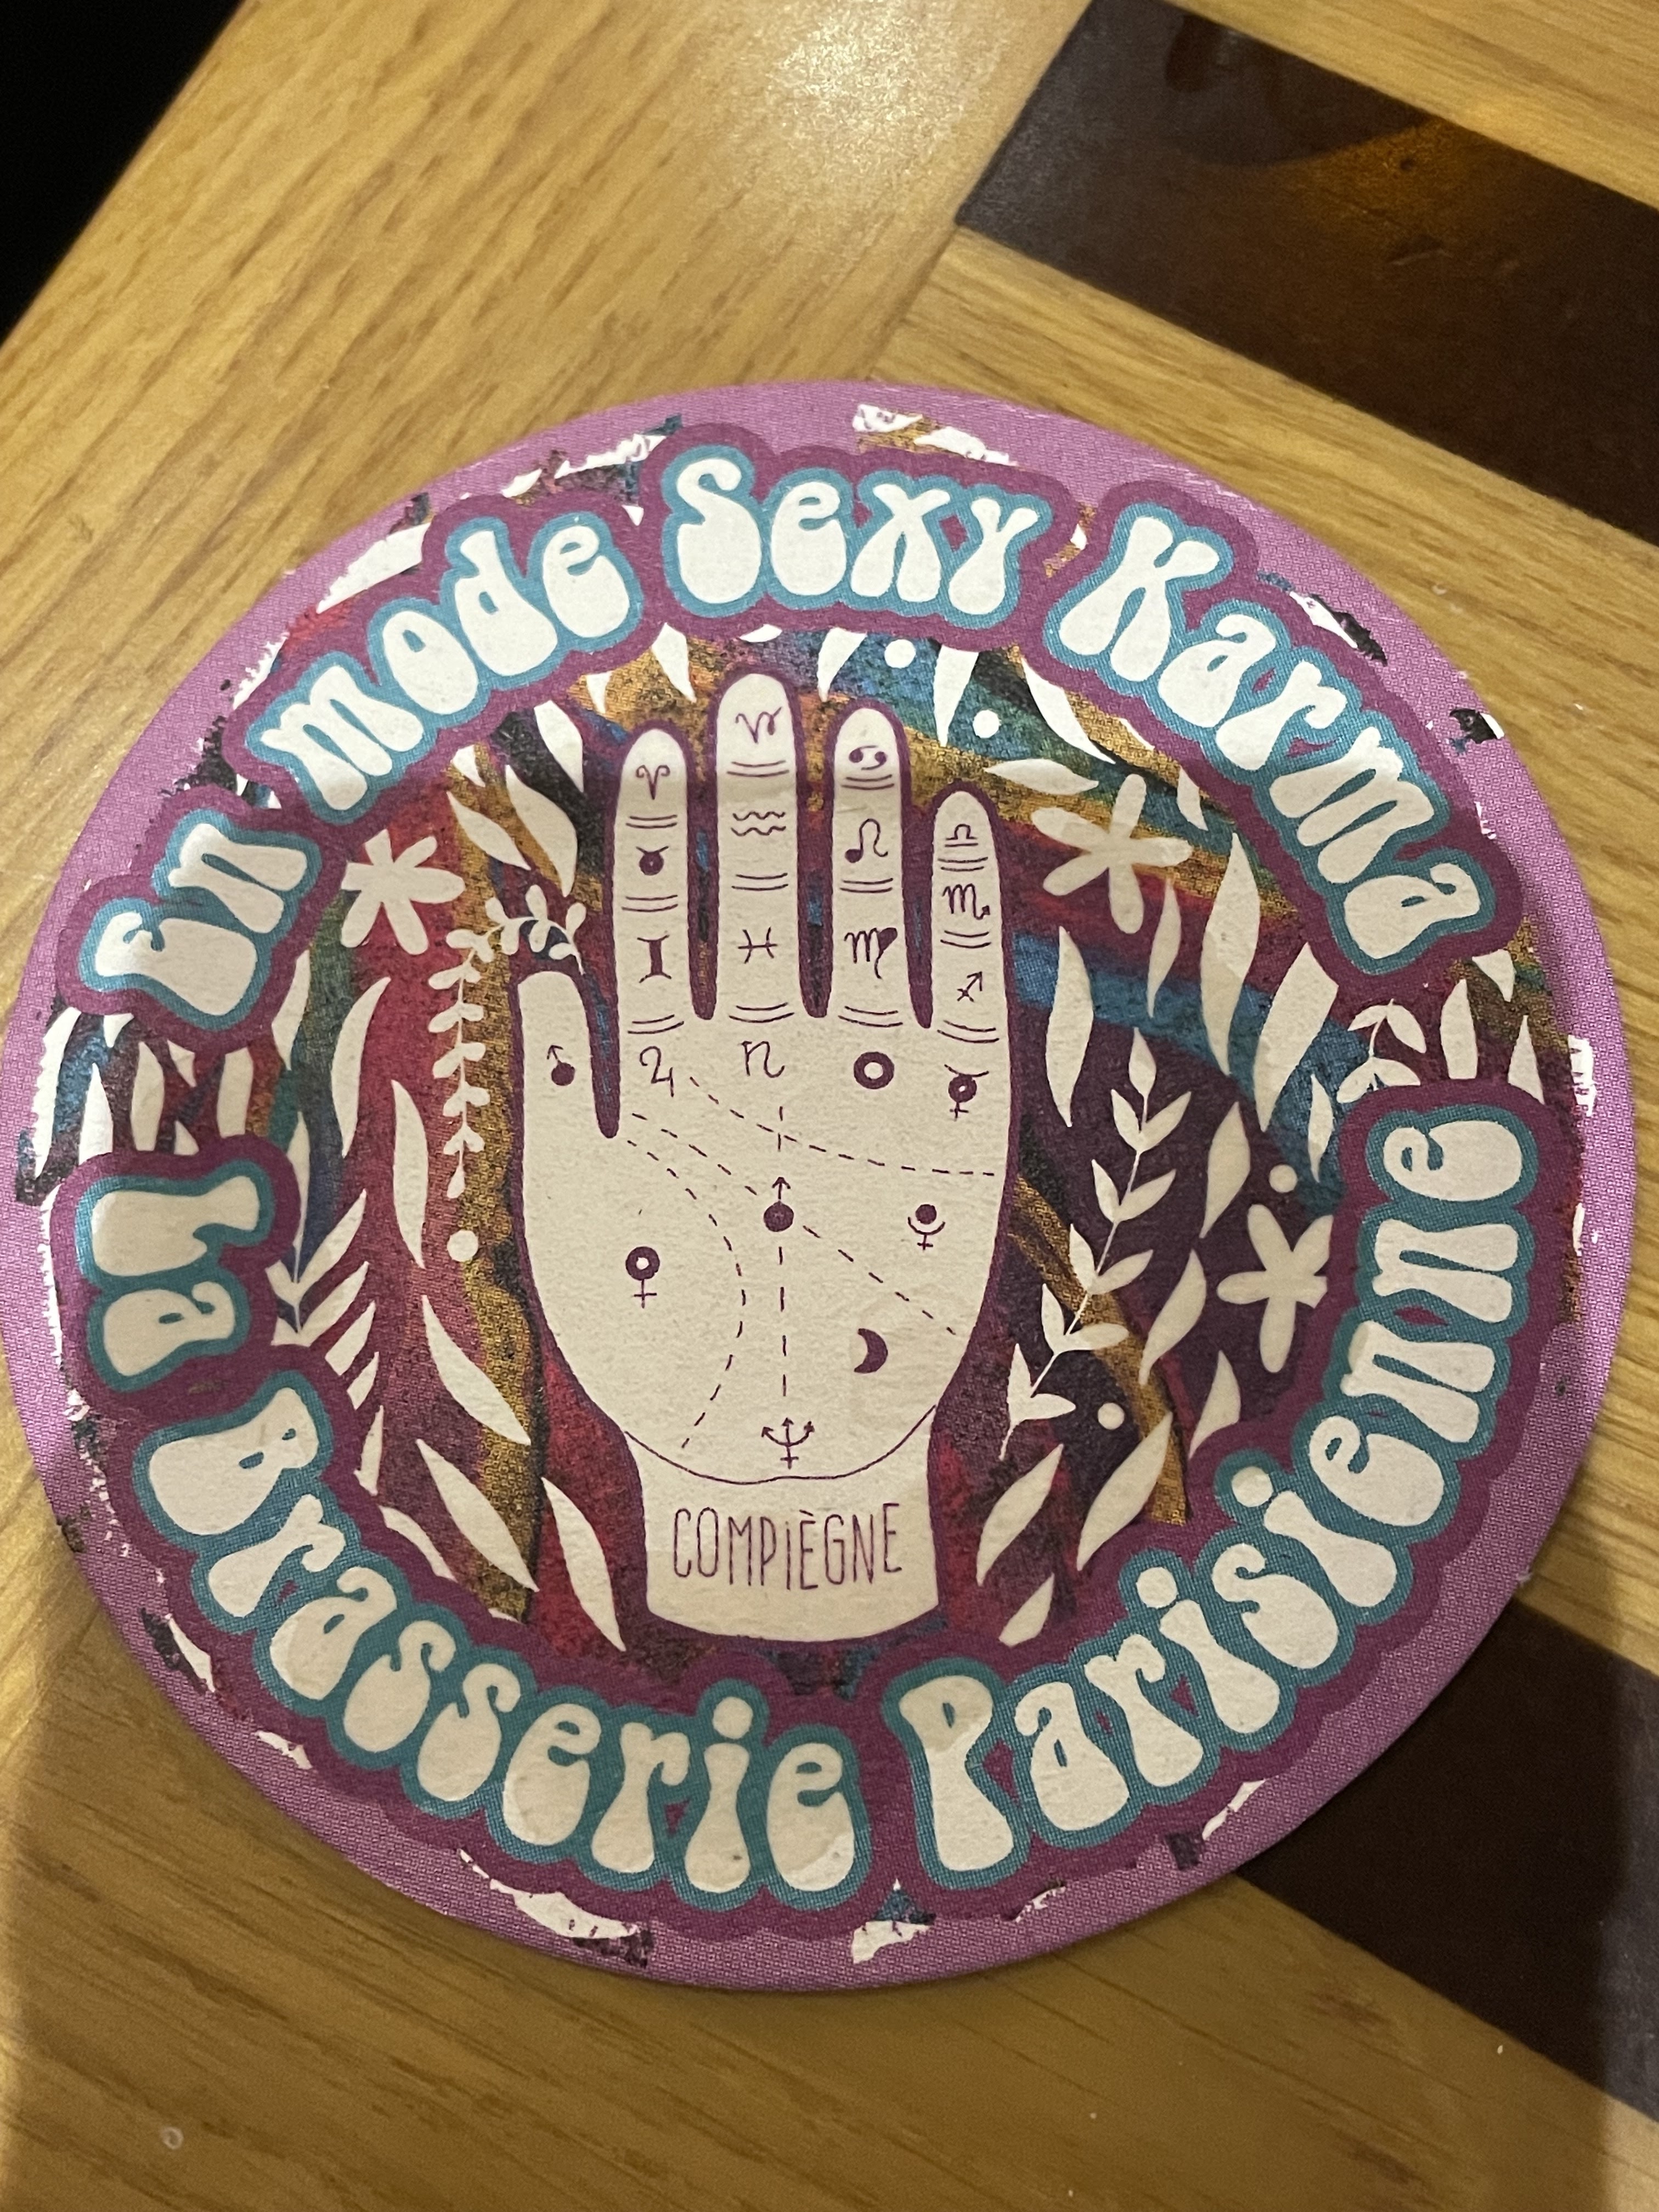 En mode Sexy Karma
COMPIÈGNE
La Brasserie Parisienne